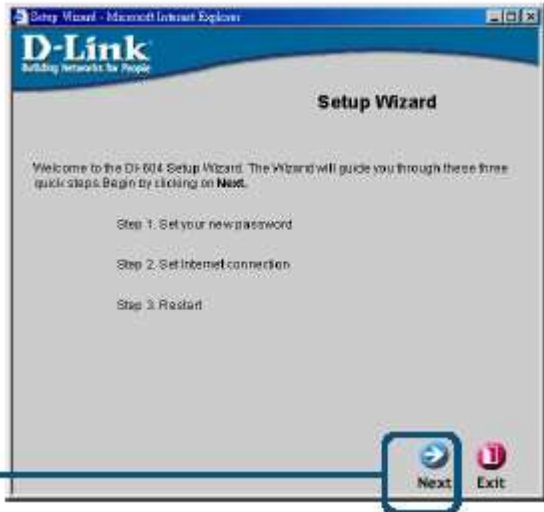 Setup Wizard - Microsoft Internet Explorer
D-Link
Building Networks for People
Setup Wizard
Welcome to the DI-604 Setup Wizard. The Wizard will guide you through these three
quick steps. Begin by clicking on Next.
Step 1. Set your new password
Step 2. Set Internet connection
Step 3. Restart
Next
Exit